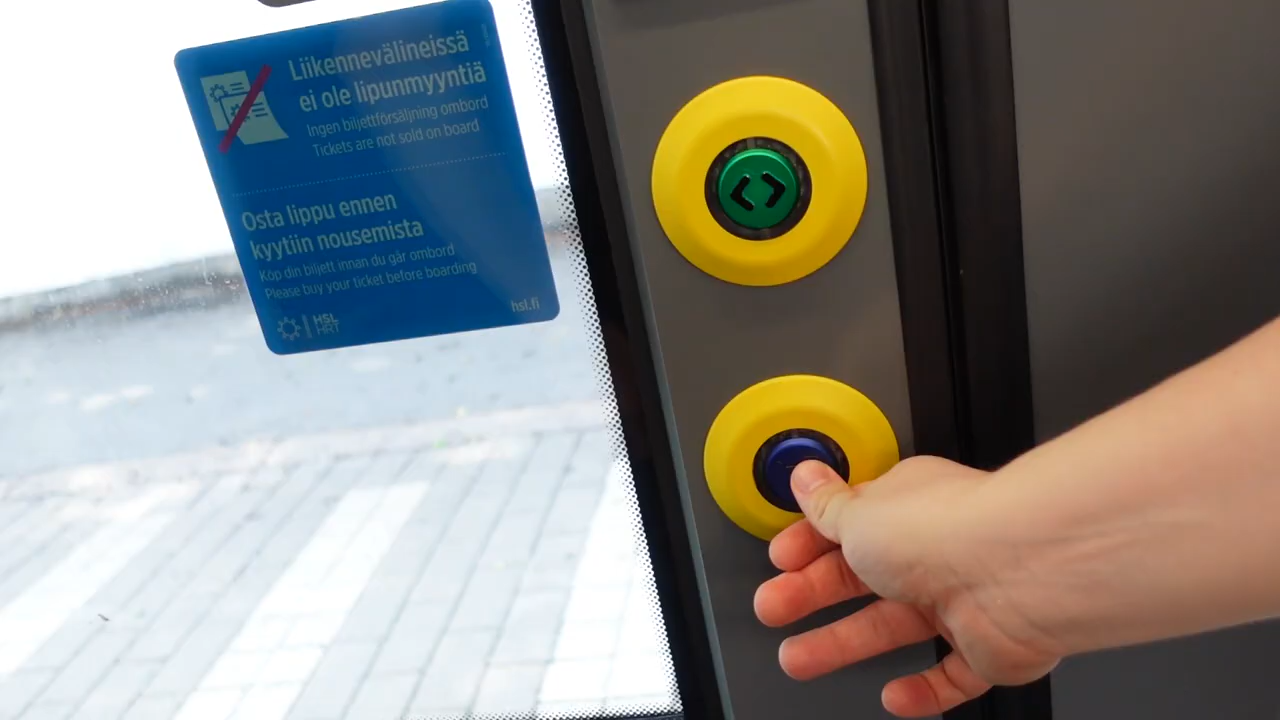 Liikennevälineissä
ei ole lipunmyyntiä
Ingen biljettförsäljning ombord
Tickets are not sold on board
Osta lippu ennen
kyytiin nousemista
Köp din biljett innan du går ombord
Please buy your ticket before boarding
hsl.fi
HSL
HRT